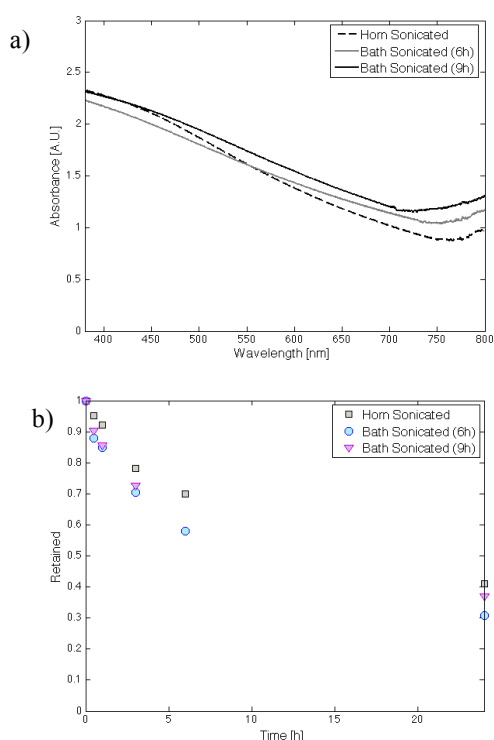 a)
3
2.5
2
1.5
1
0.5
0
Absorbance [A.U.]
Horn Sonicated
Bath Sonicated (6h)
Bath Sonicated (9h)
400 450 500 550 600 650 700 750 800
Wavelength [nm]
b)
1
0.9
0.8
0.7
0.6
0.5
0.4
0.3
0.2
0.1
0
Retained
Horn Sonicated
Bath Sonicated (6h)
Bath Sonicated (9h)
0 5 10 15 20
Time [h]